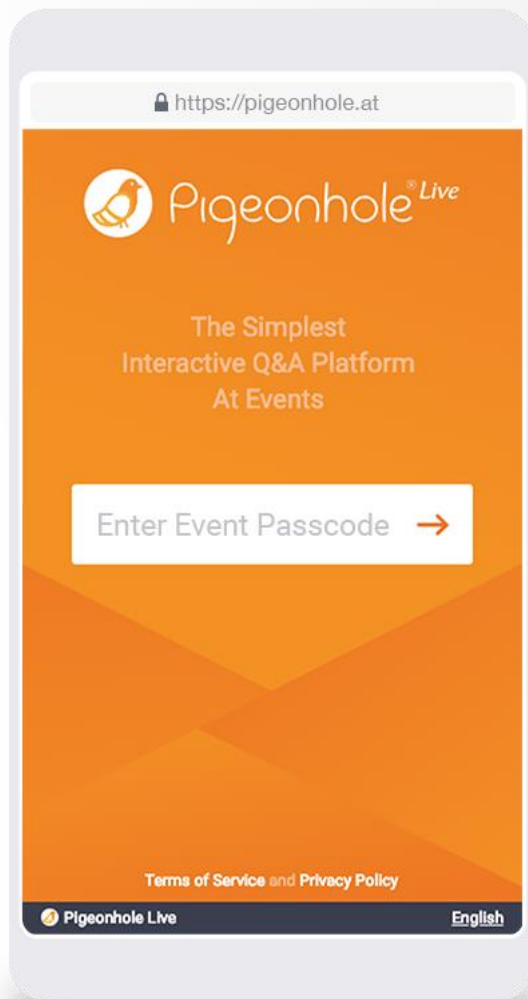 https://pigeonhole.at
Pigeonhole® Live
The Simplest
Interactive Q&A Platform
At Events
Enter Event Passcode →
Terms of Service and Privacy Policy
Pigeonhole Live English